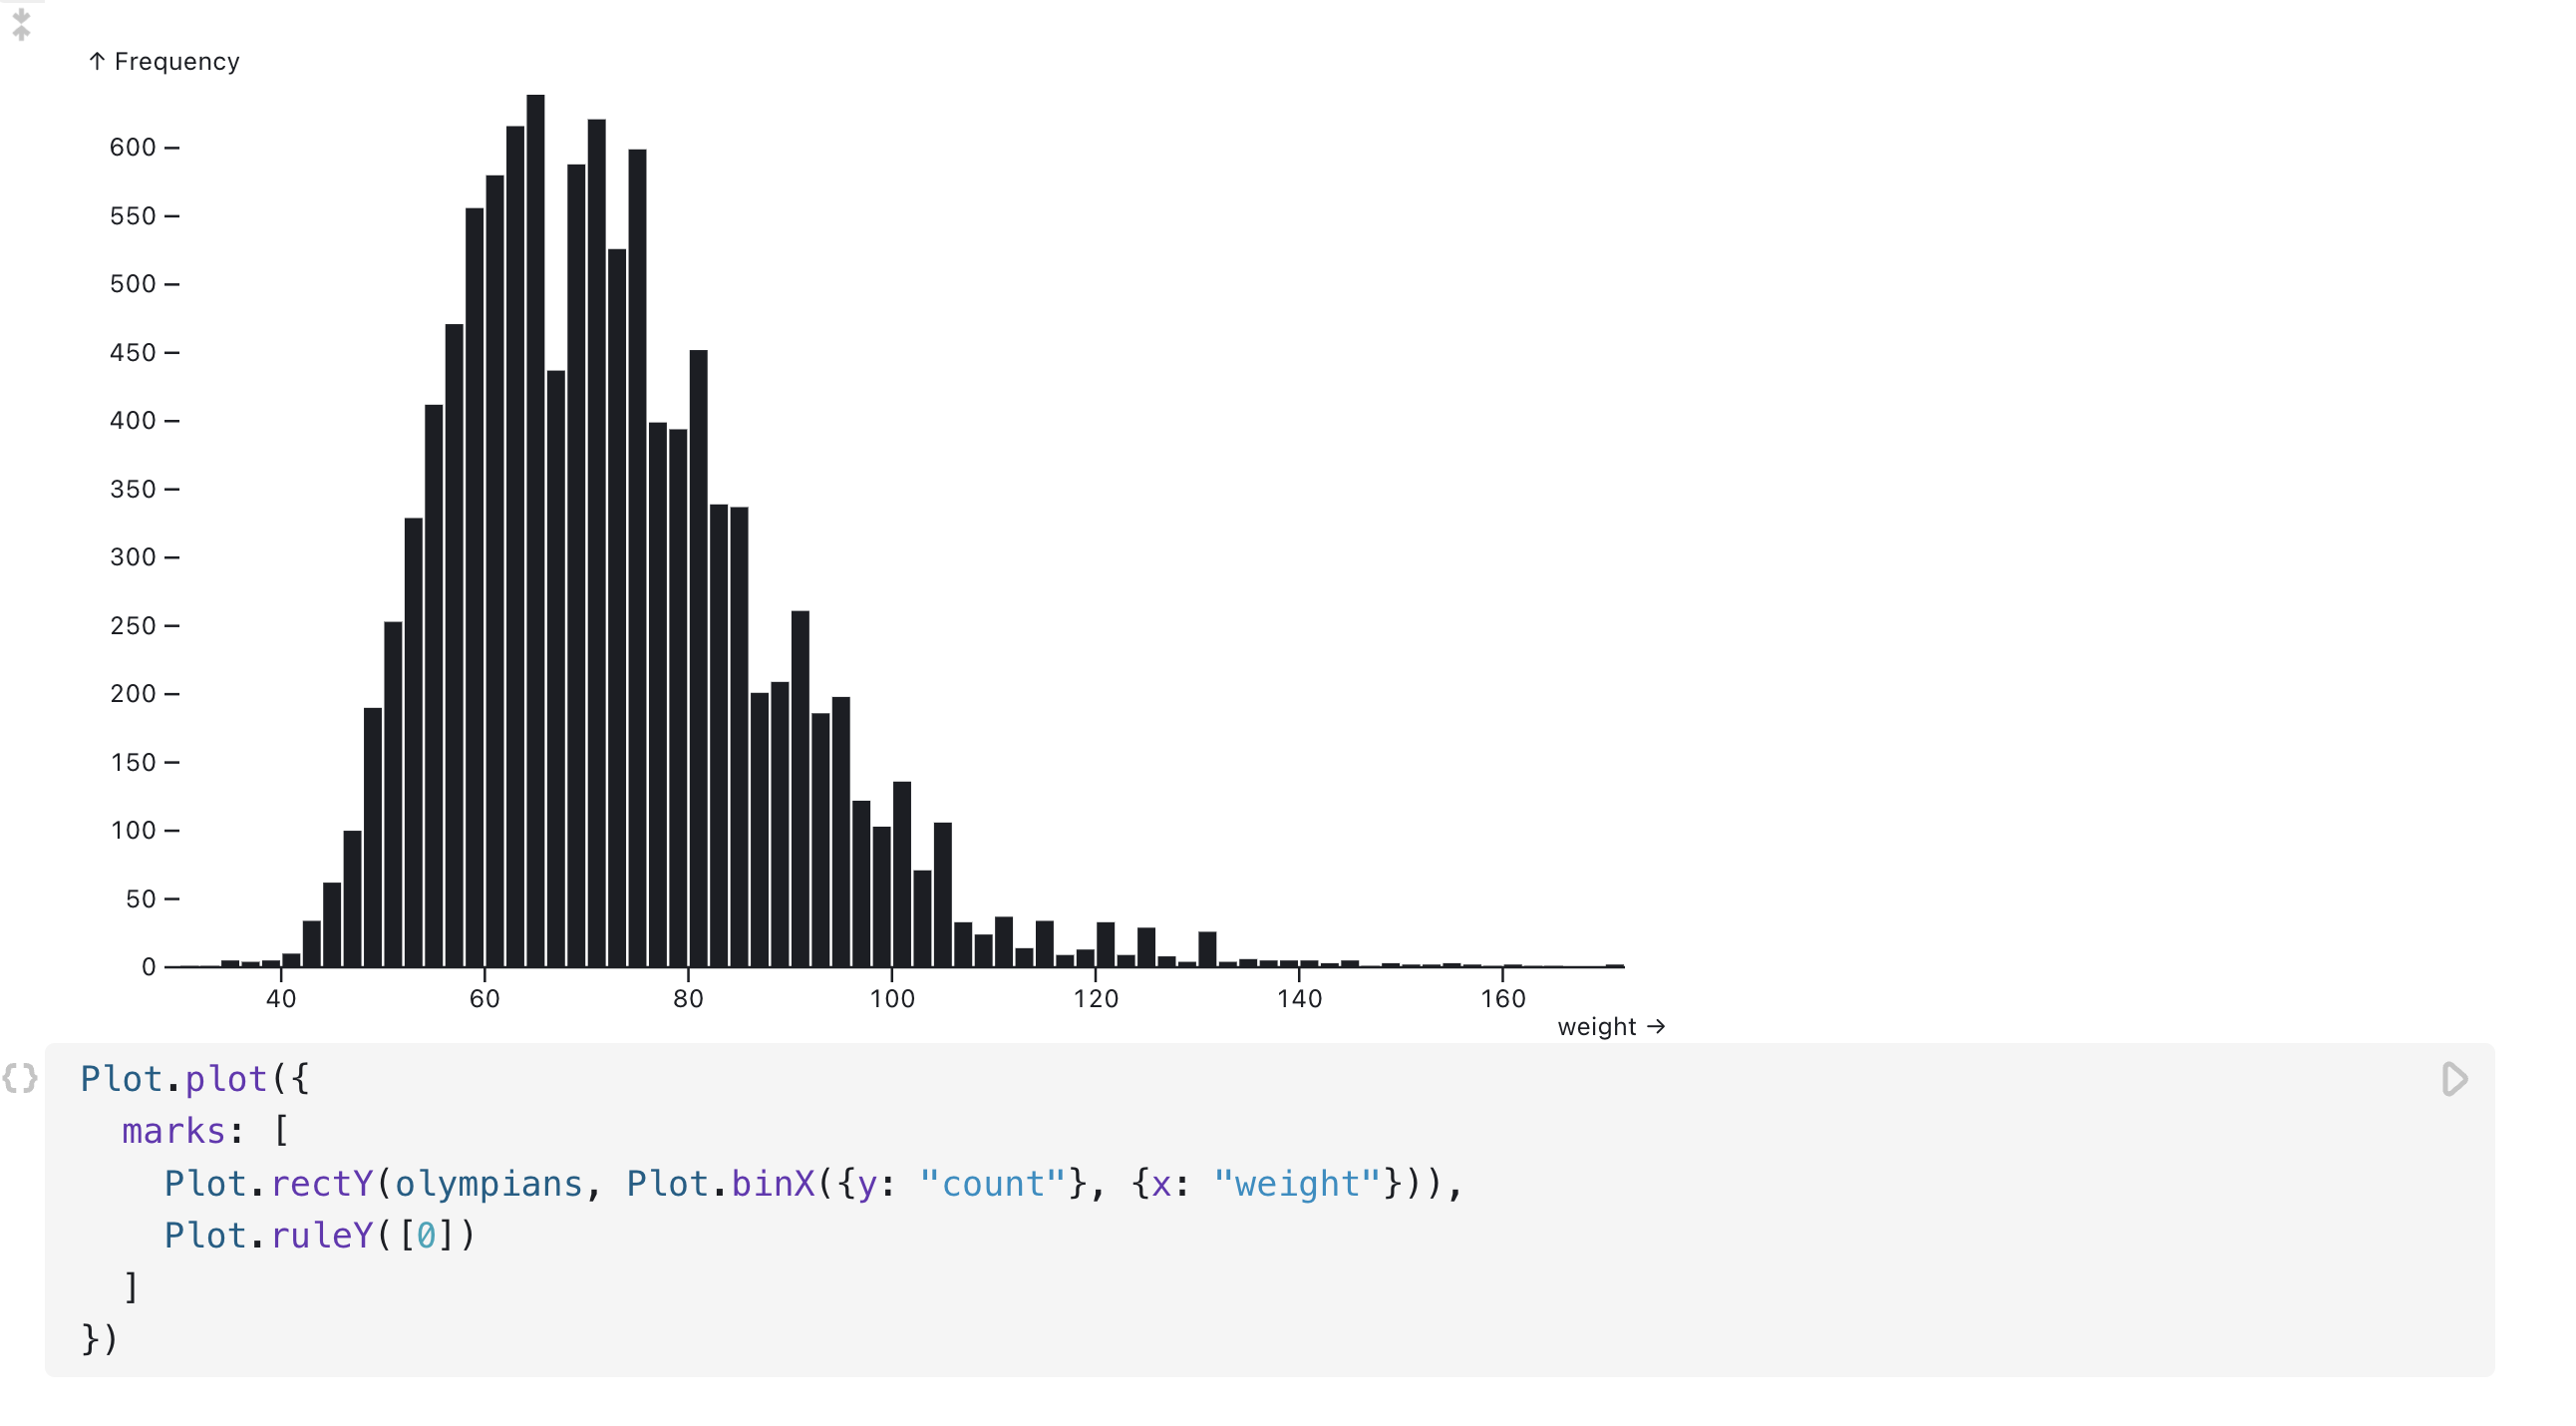 ↑ Frequency
600
550
500
450
400
350
300
250
200
150
100
50
0
40 60 80 100 120 140 160
weight →
{} Plot.plot({
  marks: [
    Plot.rectY(olympians, Plot.binX({y: "count"}, {x: "weight"})),
    Plot.ruleY([0])
  ]
})